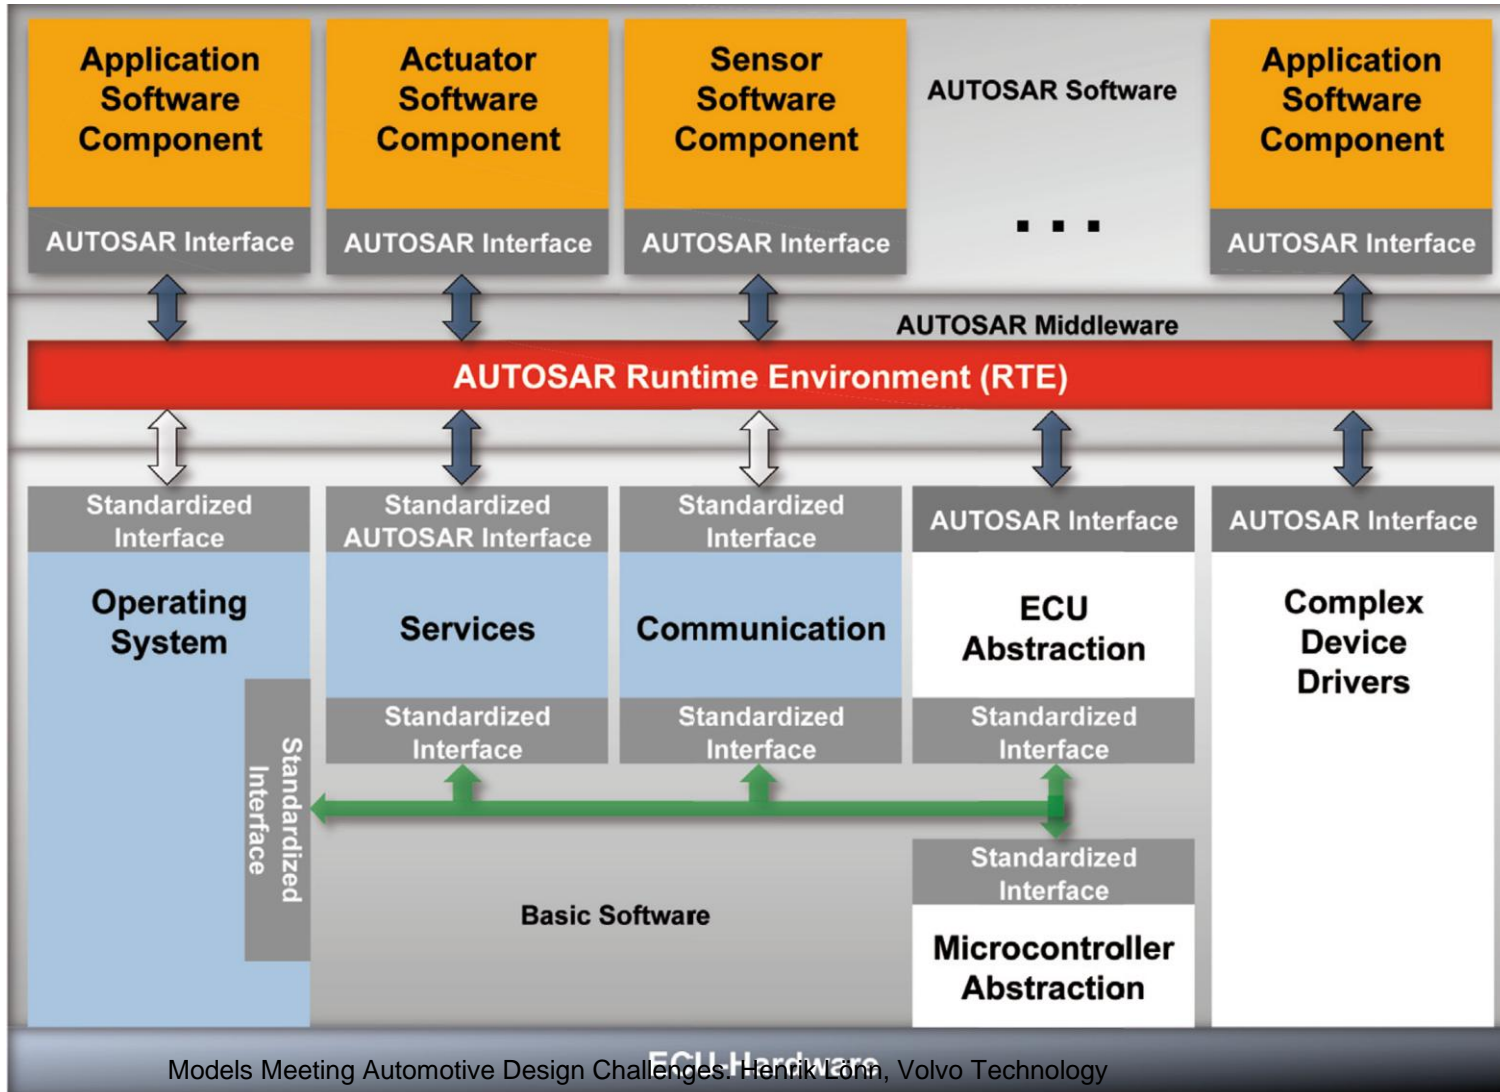 Application
Software
Component
AUTOSAR Interface
Actuator
Software
Component
AUTOSAR Interface
Sensor
Software
Component
AUTOSAR Interface
AUTOSAR Software
...
Application
Software
Component
AUTOSAR Interface
AUTOSAR Middleware
AUTOSAR Runtime Environment (RTE)
Standardized
Interface
Operating
System
Standardized
Interface
Standardized
AUTOSAR Interface
Services
Standardized
Interface
Standardized
Interface
Communication
Standardized
Interface
AUTOSAR Interface
ECU
Abstraction
Standardized
Interface
AUTOSAR Interface
Complex
Device
Drivers
Standardized
Interface
Microcontroller
Abstraction
Basic Software
ECU-Hardware
Models Meeting Automotive Design Challenges. Henrik Lönn, Volvo Technology